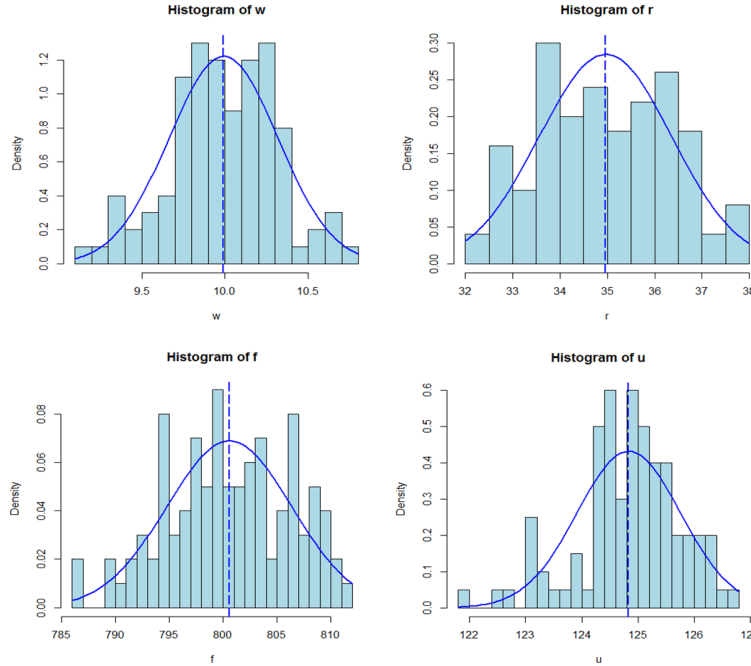 Histogram of w
Density
0.0 0.2 0.4 0.6 0.8 1.0 1.2
9.5 10.0 10.5
w
Histogram of r
Density
0.00 0.05 0.10 0.15 0.20 0.25 0.30
32 33 34 35 36 37 38
r
Histogram of f
Density
0.00 0.02 0.04 0.06 0.08
785 790 795 800 805 810
f
Histogram of u
Density
0.0 0.1 0.2 0.3 0.4 0.5 0.6
122 123 124 125 126
u